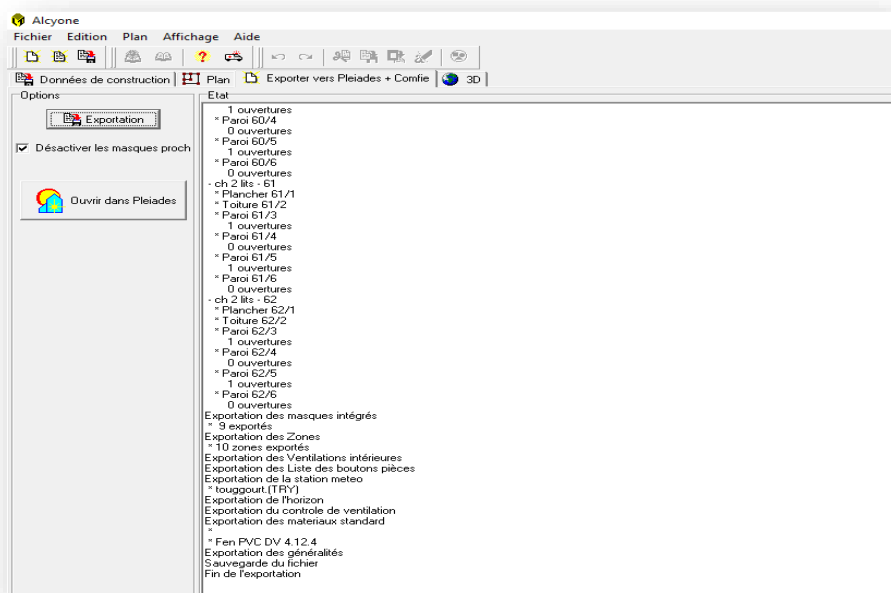 Alcyone
Fichier Edition Plan Affichage Aide
Données de construction Plan Exporter vers Pleiades + Comfie 3D
Options
Exportation
Désactiver les masques proch
Ouvrir dans Pleiades
Etat
1 ouvertures
* Paroi 60/4
0 ouvertures
* Paroi 60/5
1 ouvertures
* Paroi 60/6
0 ouvertures
- ch 2 lits - 61
* Plancher 61/1
* Toiture 61/2
* Paroi 61/3
1 ouvertures
* Paroi 61/4
0 ouvertures
* Paroi 61/5
1 ouvertures
* Paroi 61/6
0 ouvertures
- ch 2 lits - 62
* Plancher 62/1
* Toiture 62/2
* Paroi 62/3
1 ouvertures
* Paroi 62/4
0 ouvertures
* Paroi 62/5
1 ouvertures
* Paroi 62/6
0 ouvertures
Exportation des masques intégrés
* 9 exportés
Exportation des Zones
* 10 zones exportés
Exportation des Ventilations intérieures
Exportation des Liste des boutons pièces
Exportation de la station meteo
* touggourt.(TRY)
Exportation de l'horizon
Exportation du controle de ventilation
Exportation des materiaux standard
*
* Fen PVC DV 4.12.4
Exportation des généralités
Sauvegarde du fichier
Fin de l'exportation